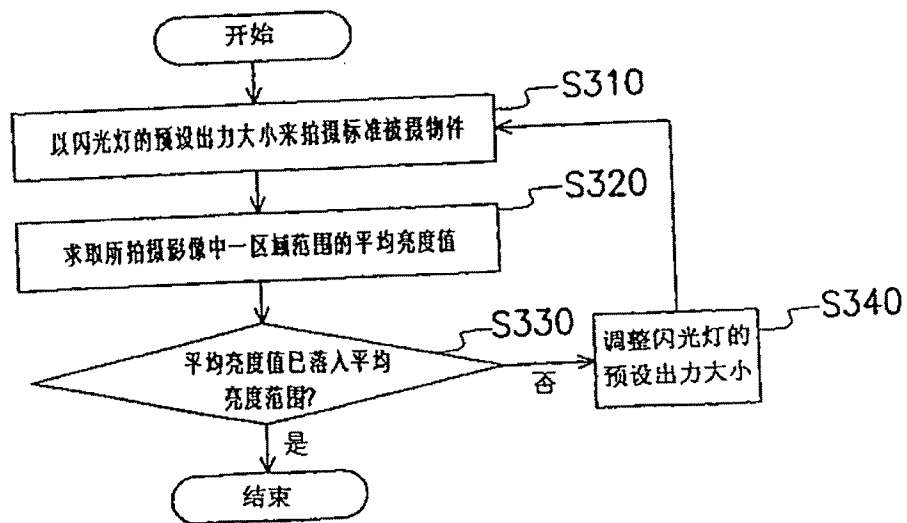 开始
S310
以闪光灯的预设出力大小来拍摄标准被摄物件
S320
求取所拍摄影像中一区域范围的平均亮度值
S330
平均亮度值已落入平均
亮度范围?
否
S340
调整闪光灯的
预设出力大小
是
结束